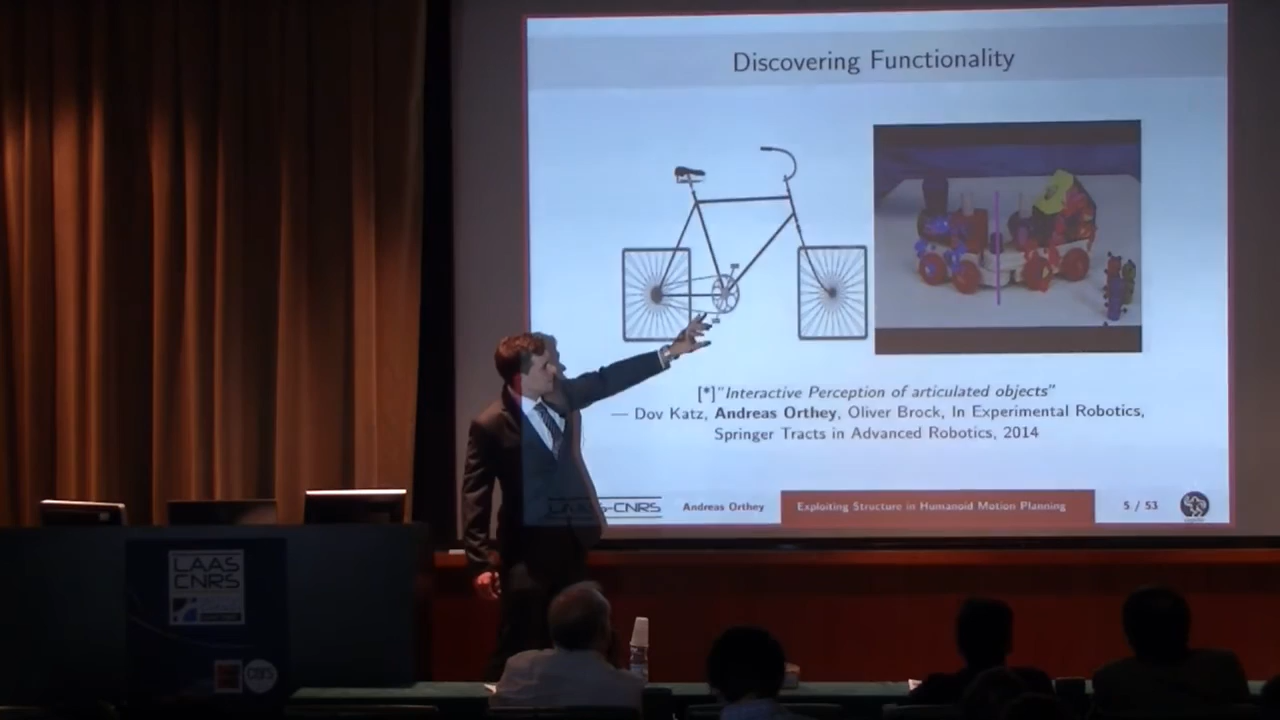 Discovering Functionality
[*]"Interactive Perception of articulated objects"
— Dov Katz, Andreas Orthey, Oliver Brock, In Experimental Robotics,
Springer Tracts in Advanced Robotics, 2014
-CNRS
Andreas Orthey
Exploiting Structure in Humanoid Motion Planning
5 / 53
LAAS
CNRS
cnrs